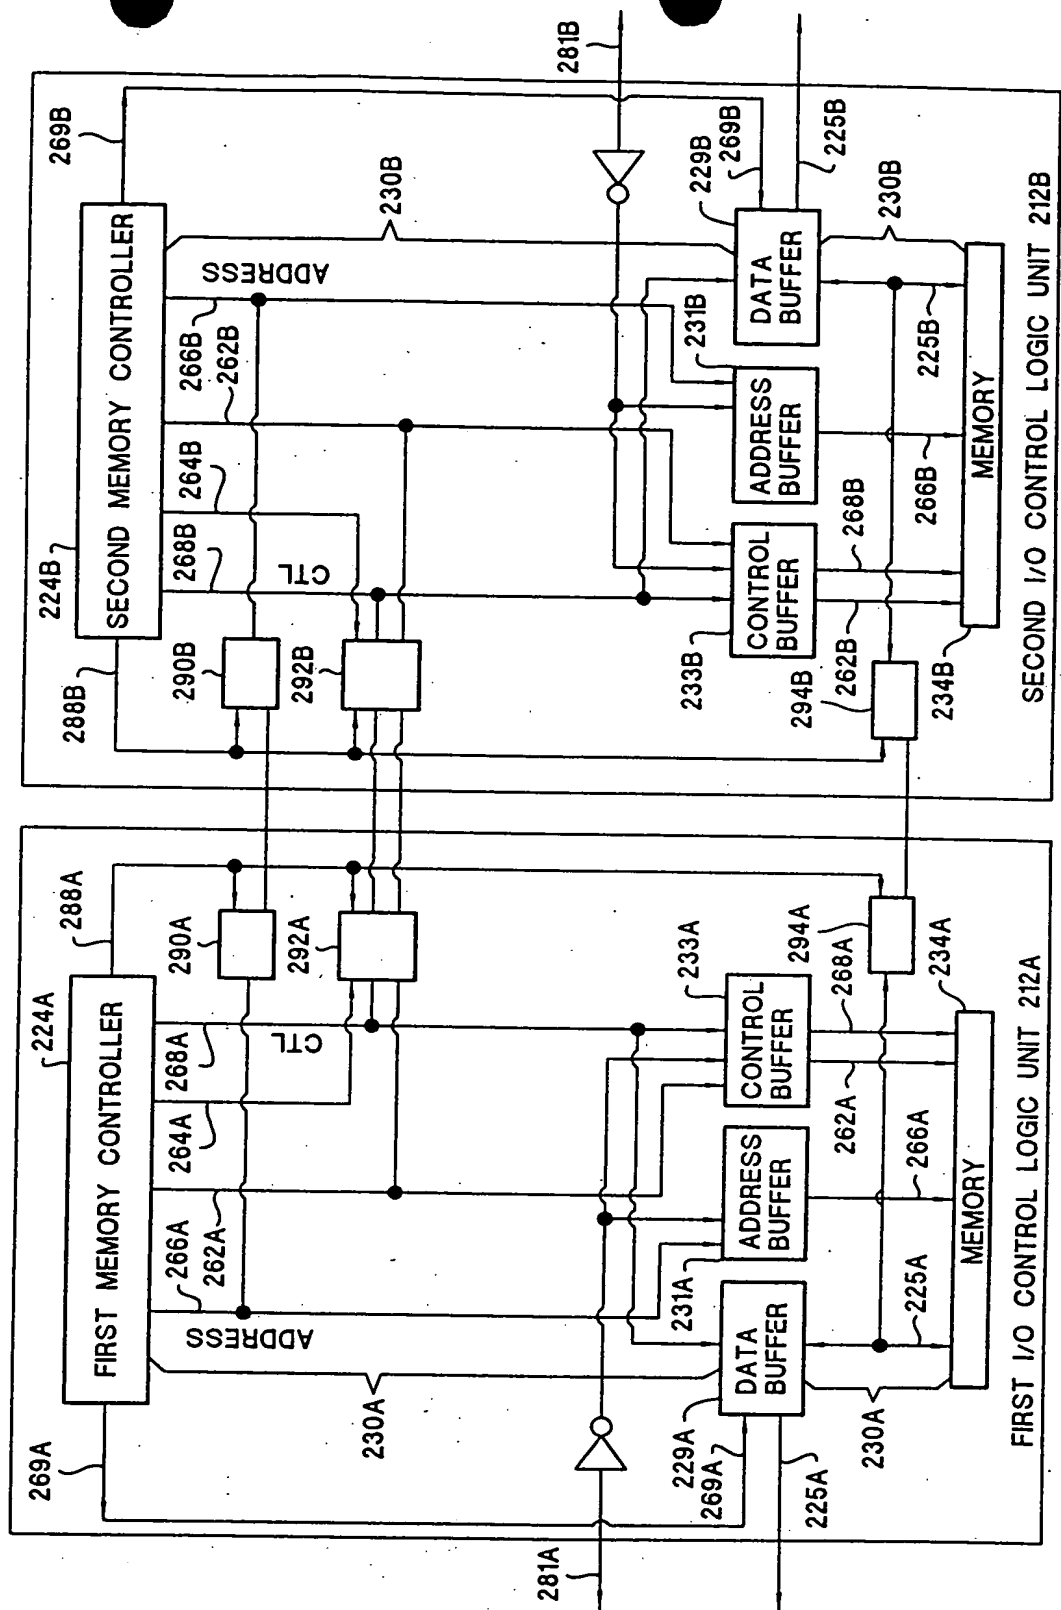 269A
281A
FIRST MEMORY CONTROLLER
224A
288A
266A
262A
264A
268A
ADDRESS
CTL
290A
292A
230A
229A
269A
225A
DATA
BUFFER
231A
ADDRESS
BUFFER
CONTROL
BUFFER
233A
294A
268A
262A
266A
225A
230A
234A
MEMORY
FIRST I/O CONTROL LOGIC UNIT 212A
224B
SECOND MEMORY CONTROLLER
288B
269B
281B
268B
264B
262B
266B
CTL
ADDRESS
290B
292B
230B
233B
CONTROL
BUFFER
ADDRESS
BUFFER
231B
DATA
BUFFER
229B
269B
225B
294B
262B
268B
266B
225B
230B
234B
MEMORY
SECOND I/O CONTROL LOGIC UNIT 212B